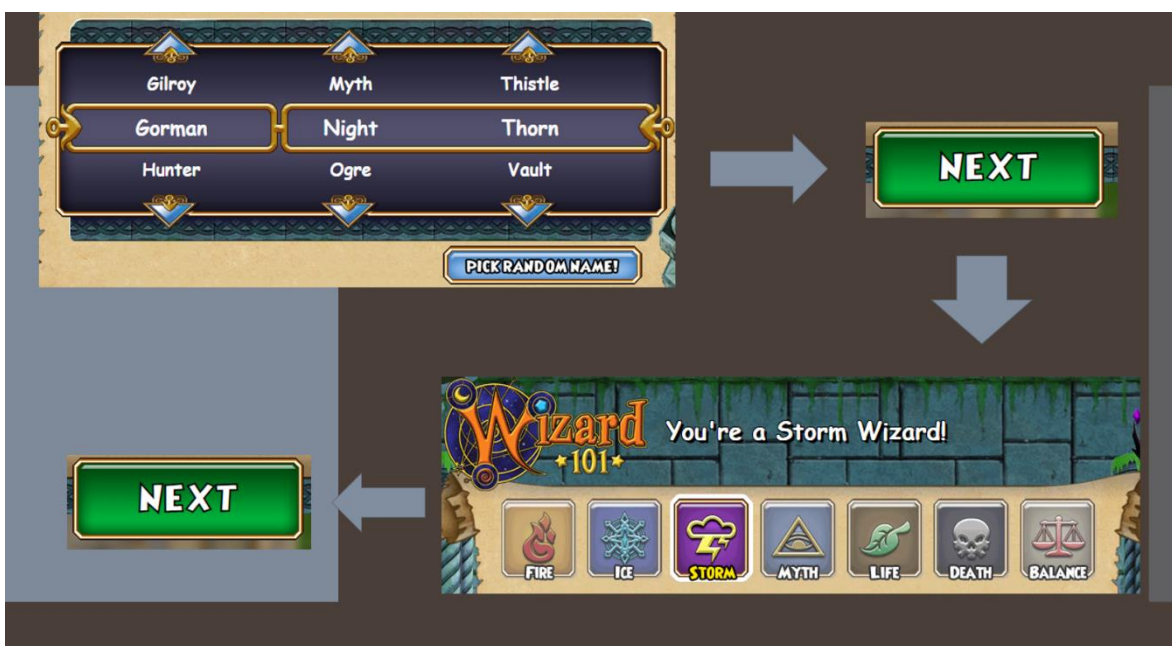 Gilroy Myth Thistle
Gorman Night Thorn
Hunter Ogre Vault
PICK RANDOM NAME!
NEXT
Wizard
101
You're a Storm Wizard!
FIRE ICE STORM MYTH LIFE DEATH BALANCE
NEXT